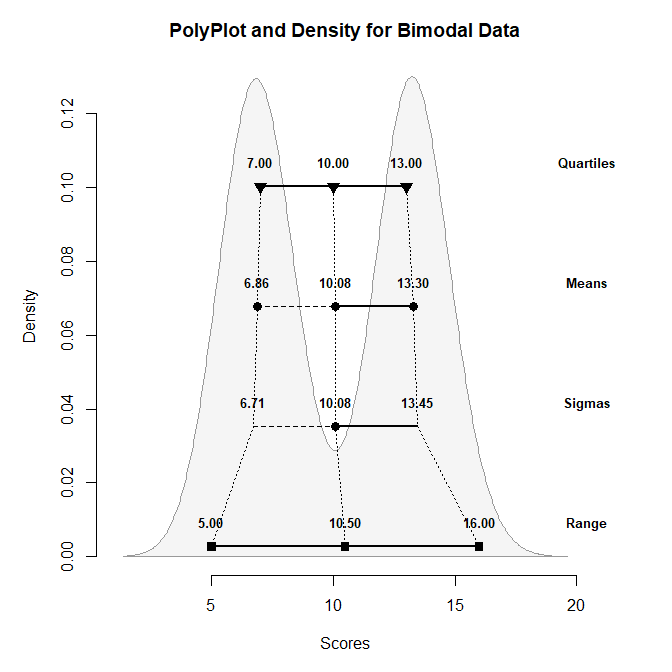 PolyPlot and Density for Bimodal Data
0.12
7.00 10.00 13.00 Quartiles
0.10
0.08
6.86 10.08 13.30 Means
0.06
Density
0.04
6.71 10.08 13.45 Sigmas
0.02
5.00 10.50 16.00 Range
0.00
5 10 15 20
Scores